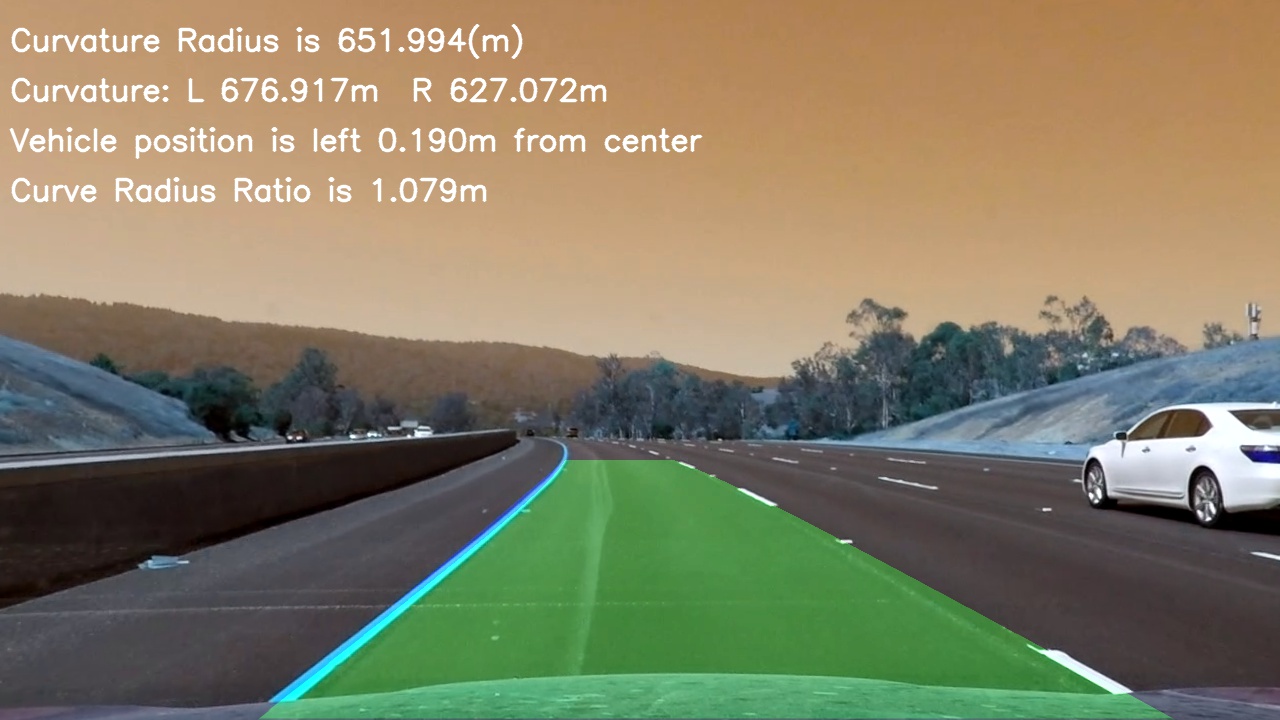 Curvature Radius is 651.994(m)
Curvature: L 676.917m R 627.072m
Vehicle position is left 0.190m from center
Curve Radius Ratio is 1.079m